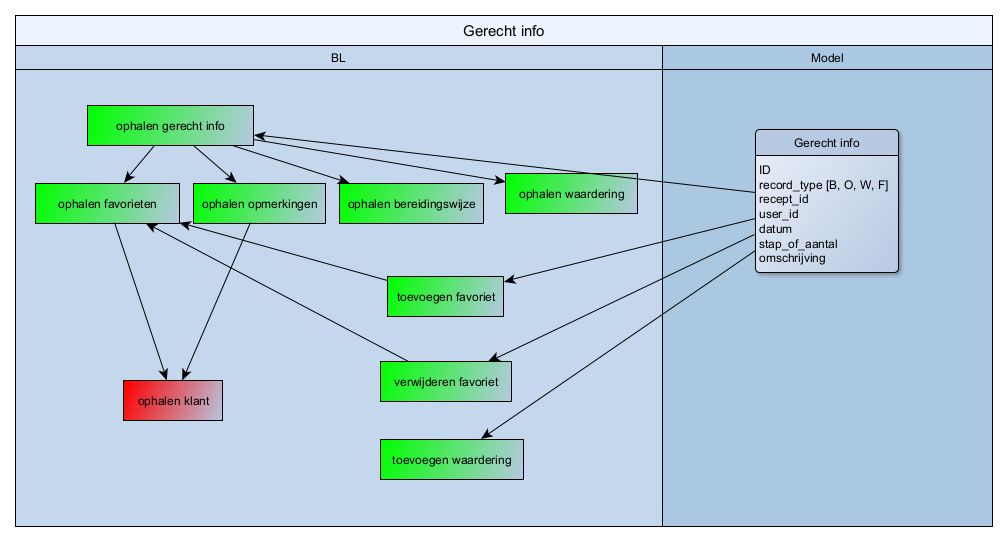 Gerecht info
BL
Model
ophalen gerecht info
Gerecht info
ID
record_type [B, O, W, F]
recept_id
user_id
datum
stap_of_aantal
omschrijving
ophalen favorieten
ophalen opmerkingen
ophalen bereidingswijze
ophalen waardering
toevoegen favoriet
verwijderen favoriet
ophalen klant
toevoegen waardering